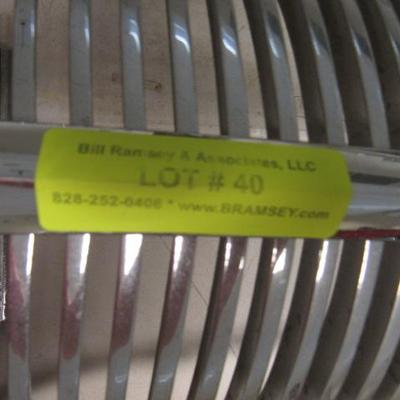 Bill Ramsey & Associates, LLC
LOT # 40
828-252-0406 * www.BRAMSEY.com